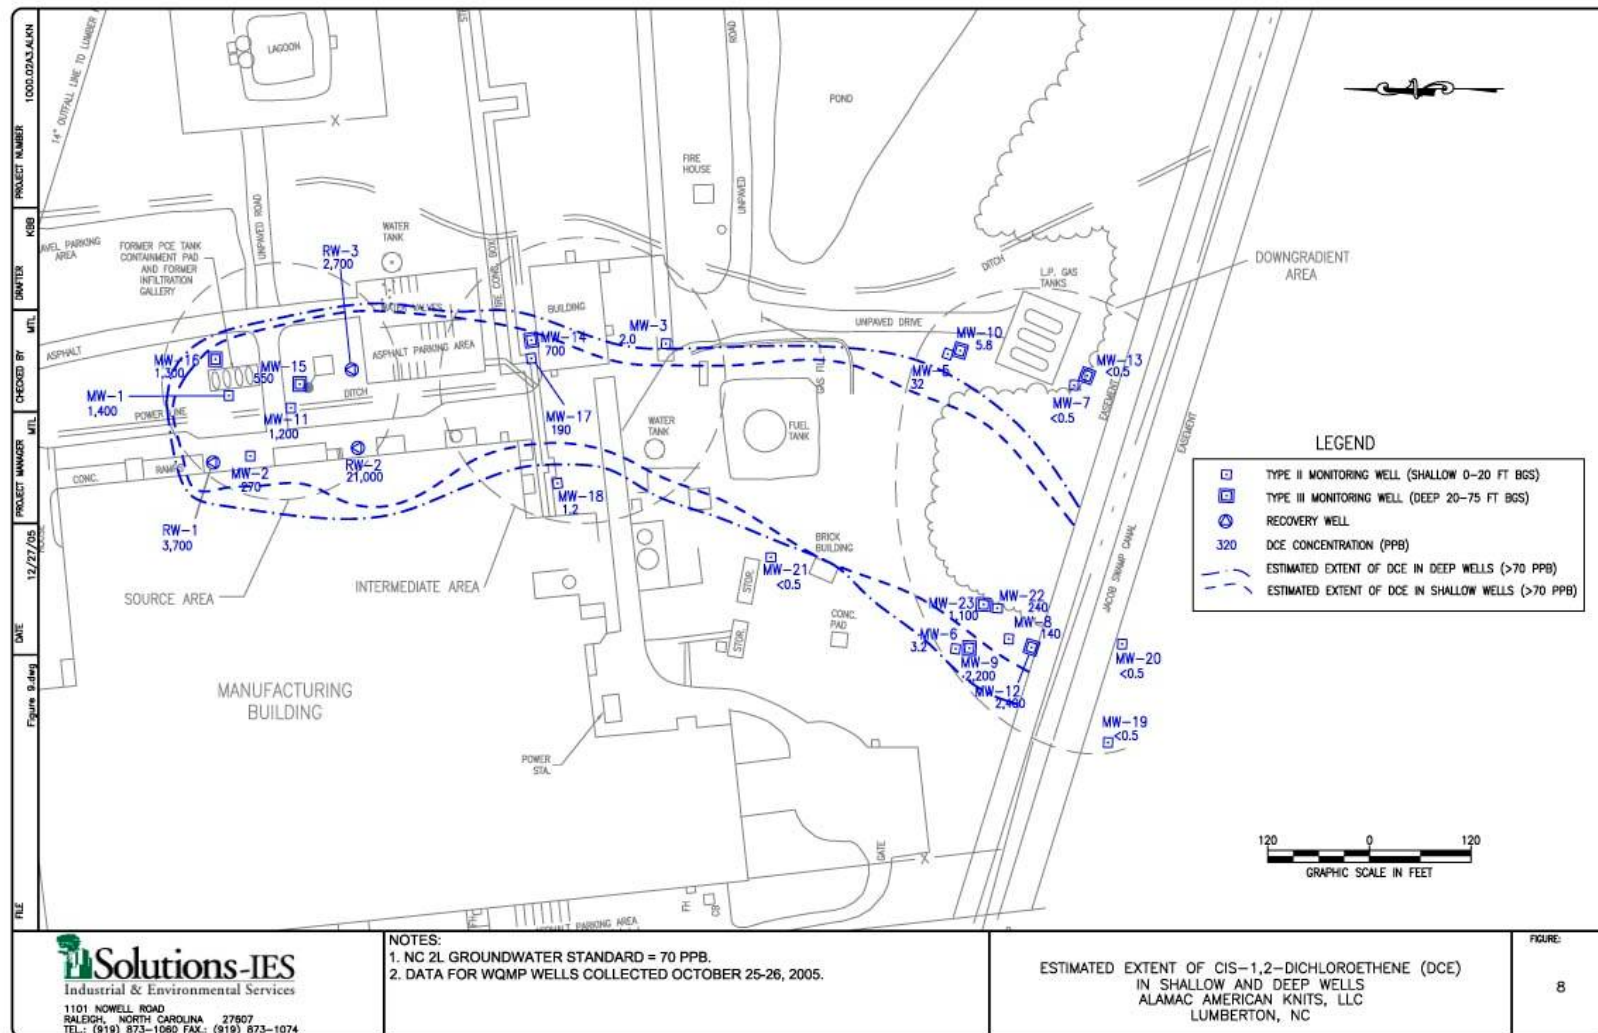 1000.02A3.ALKN
PROJECT NUMBER
KBB
DRAFTER
MTL
CHECKED BY
MTL
PROJECT MANAGER
12/27/05
DATE
Figure 9.dwg
FILE
14" OUTFALL LINE TO LUMBER
LAGOON
X
UNPAVED ROAD
FORMER PCE TANK
CONTAINMENT PAD
AND FORMER
INFILTRATION
GALLERY
PARKING
AREA
WATER
TANK
RW-3
2,700
ASPHALT
ASPHALT PARKING AREA
FIRE CONC. BOX
BUILDING
FIRE
HOUSE
ROAD
UNPAVED
POND
DITCH
L.P. GAS
TANKS
DOWNGRADIENT
AREA
UNPAVED DRIVE
MW-16
1,300
MW-15
550
MW-1
1,400
MW-11
1,200
DITCH
POWER LINE
MW-14
700
MW-3
2.0
MW-17
190
MW-10
5.8
MW-5
32
MW-13
<0.5
MW-7
<0.5
EASEMENT
EASEMENT
CONC.
RAMP
MW-2
270
RW-2
21,000
RW-1
3,700
WATER
TANK
FUEL
TANK
MW-18
1.2
SOURCE AREA
INTERMEDIATE AREA
BRICK
BUILDING
MW-21
<0.5
STOR.
STOR.
CONC.
PAD
MW-23
1,100
MW-22
240
MW-8
140
MW-6
3.2
MW-9
2,200
MW-12
2,400
JACOB SWAMP CANAL
MW-20
<0.5
MW-19
<0.5
MANUFACTURING
BUILDING
POWER
STA.
GATE
X
FH
CB
FH
ASPHALT PARKING AREA
LEGEND
TYPE II MONITORING WELL (SHALLOW 0-20 FT BGS)
TYPE III MONITORING WELL (DEEP 20-75 FT BGS)
RECOVERY WELL
320 DCE CONCENTRATION (PPB)
ESTIMATED EXTENT OF DCE IN DEEP WELLS (>70 PPB)
ESTIMATED EXTENT OF DCE IN SHALLOW WELLS (>70 PPB)
120 0 120
GRAPHIC SCALE IN FEET
Solutions-IES
Industrial & Environmental Services
1101 NOWELL ROAD
RALEIGH, NORTH CAROLINA 27607
TEL.: (919) 873-1060 FAX.: (919) 873-1074
NOTES:
1. NC 2L GROUNDWATER STANDARD = 70 PPB.
2. DATA FOR WQMP WELLS COLLECTED OCTOBER 25-26, 2005.
ESTIMATED EXTENT OF CIS-1,2-DICHLOROETHENE (DCE)
IN SHALLOW AND DEEP WELLS
ALAMAC AMERICAN KNITS, LLC
LUMBERTON, NC
FIGURE:
8